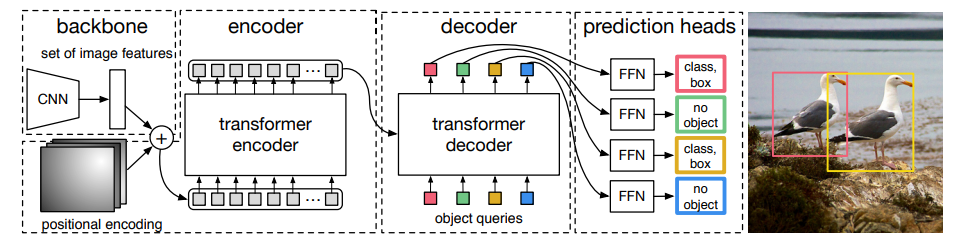 backbone
set of image features
CNN
+
positional encoding
encoder
...
transformer
encoder
...
decoder
transformer
decoder
object queries
prediction heads
FFN
class,
box
FFN
no
object
FFN
class,
box
FFN
no
object